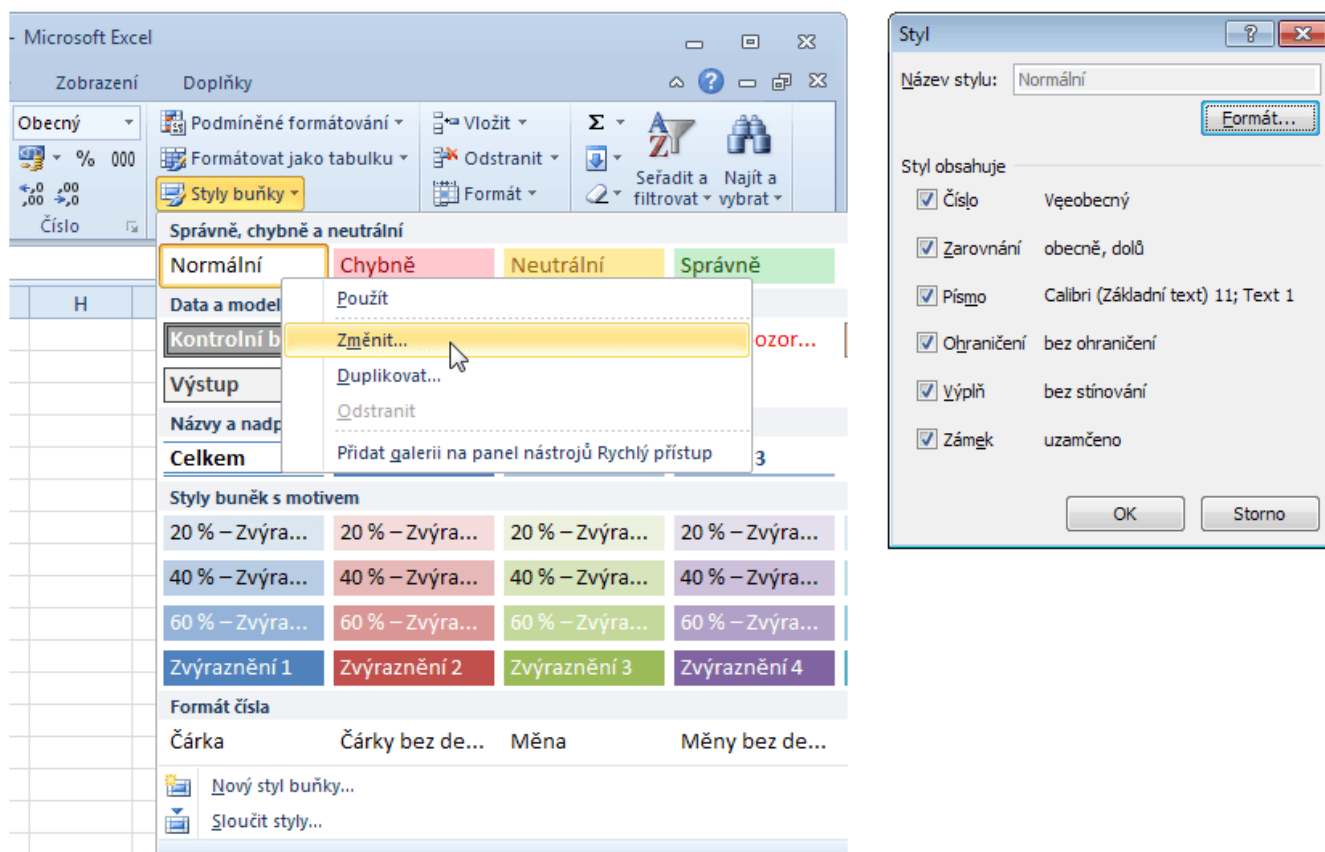 - Microsoft Excel
Zobrazení Doplňky
Obecný
Podmíněné formátování
Vložit
Σ
% 000
Formátovat jako tabulku
Odstranit
Seřadit a filtrovat
Najít a vybrat
,0 ,00
,00 ,0
Styly buňky
Formát
Číslo
Správně, chybně a neutrální
Normální Chybně Neutrální Správně
H
Data a model
Kontrolní b
ozor...
Výstup
Názvy a nadp
Celkem
3
Použít
Změnit...
Duplikovat...
Odstranit
Přidat galerii na panel nástrojů Rychlý přístup
Styly buněk s motivem
20 % – Zvýra... 20 % – Zvýra... 20 % – Zvýra... 20 % – Zvýra...
40 % – Zvýra... 40 % – Zvýra... 40 % – Zvýra... 40 % – Zvýra...
60 % – Zvýra... 60 % – Zvýra... 60 % – Zvýra... 60 % – Zvýra...
Zvýraznění 1 Zvýraznění 2 Zvýraznění 3 Zvýraznění 4
Formát čísla
Čárka Čárky bez de... Měna Měny bez de...
Nový styl buňky...
Sloučit styly...
Styl
Název stylu: Normální
Formát...
Styl obsahuje
Číslo Vęeobecný
Zarovnání obecně, dolů
Písmo Calibri (Základní text) 11; Text 1
Ohraničení bez ohraničení
Výplň bez stínování
Zámek uzamčeno
OK Storno